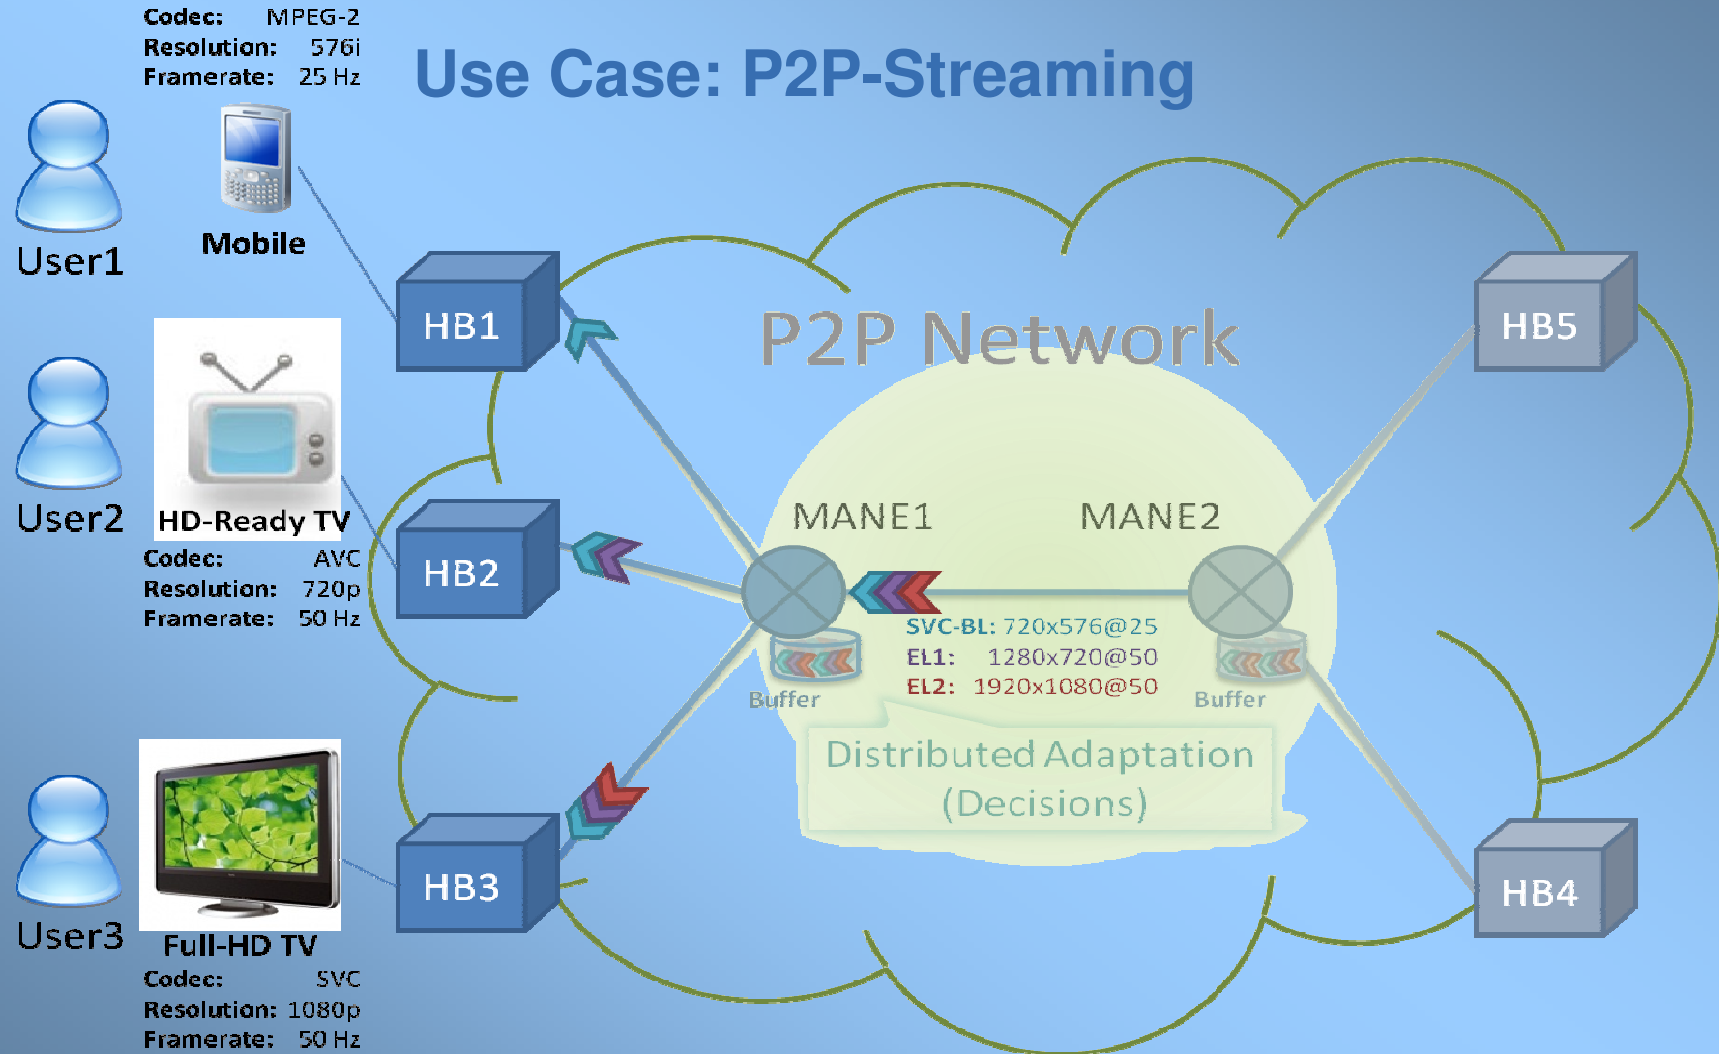 Codec: MPEG-2
Resolution: 576i
Framerate: 25 Hz
Use Case: P2P-Streaming
User1
Mobile
HB1
P2P Network
HB5
User2
HD-Ready TV
Codec: AVC
Resolution: 720p
Framerate: 50 Hz
HB2
MANE1
MANE2
SVC-BL: 720x576@25
EL1: 1280x720@50
EL2: 1920x1080@50
Buffer
Buffer
Distributed Adaptation
(Decisions)
User3
Full-HD TV
Codec: SVC
Resolution: 1080p
Framerate: 50 Hz
HB3
HB4